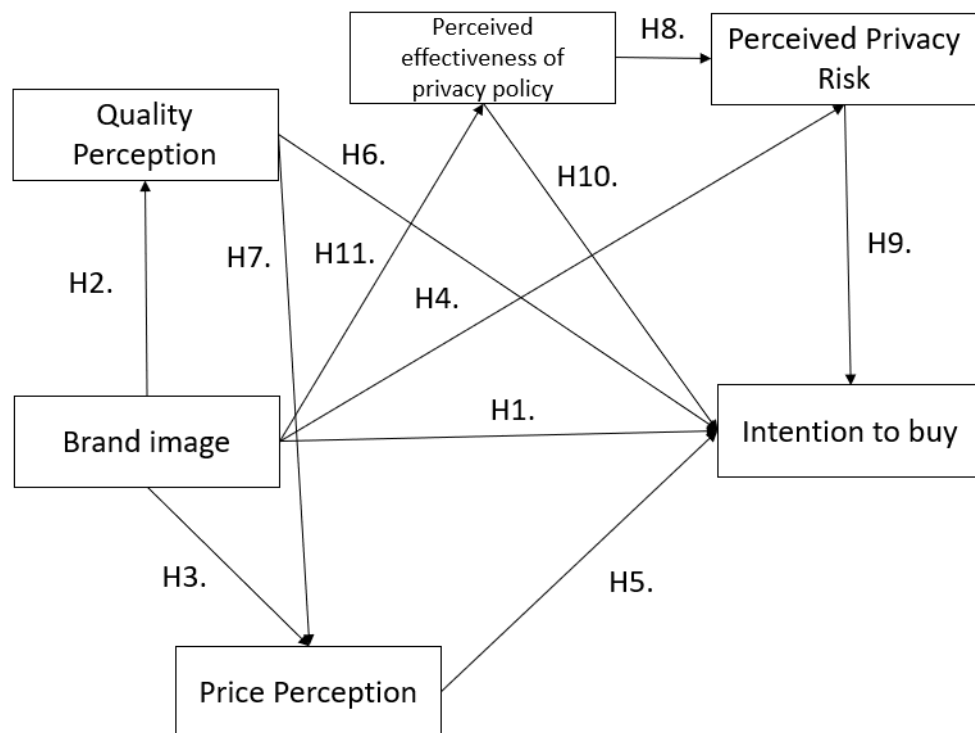 Perceived
effectiveness of
privacy policy
H8.
Perceived Privacy
Risk
Quality
Perception
H6.
H10.
H7.
H11.
H9.
H2.
H4.
Brand image
H1.
Intention to buy
H3.
H5.
Price Perception